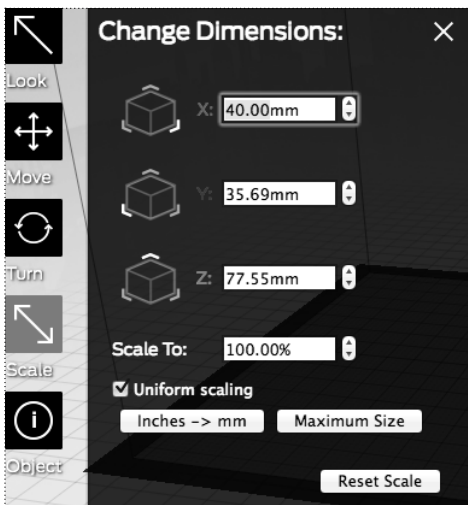 Change Dimensions:
Look
X: 40.00mm
Move
Y: 35.69mm
Turn
Z: 77.55mm
Scale To: 100.00%
Scale
Uniform scaling
Inches -> mm Maximum Size
Object
Reset Scale